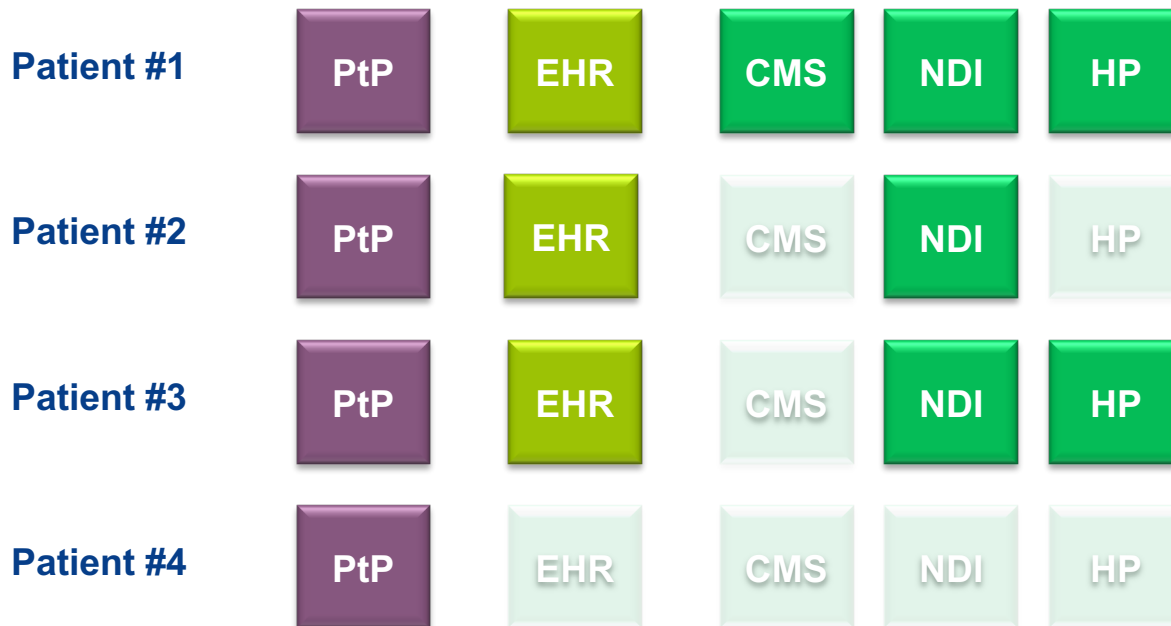 Patient #1 PtP EHR CMS NDI HP
Patient #2 PtP EHR CMS NDI HP
Patient #3 PtP EHR CMS NDI HP
Patient #4 PtP EHR CMS NDI HP